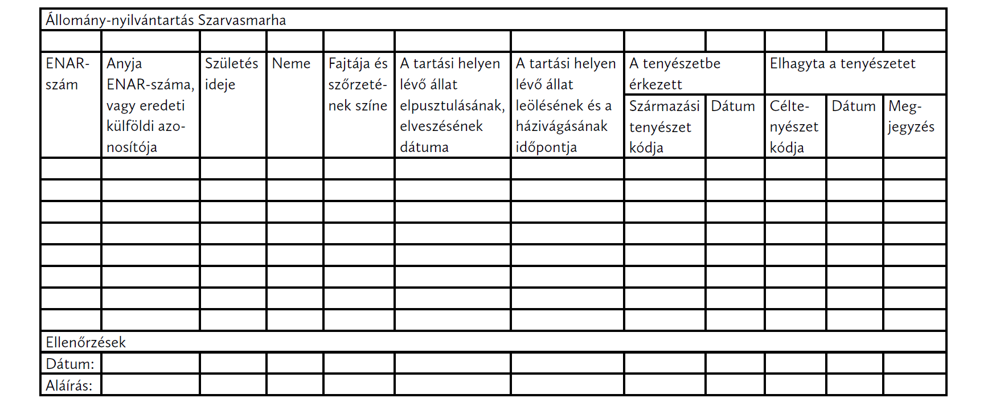 Állomány-nyilvántartás Szarvasmarha
ENAR-
szám
Anyja
ENAR-száma,
vagy eredeti
külföldi azo-
nosítója
Születés
ideje
Neme
Fajtája és
szőrzeté-
nek színe
A tartási helyen
lévő állat
elpusztulásának,
elveszésének
dátuma
A tartási helyen
lévő állat
leölésének és a
házivágásának
időpontja
A tenyészetbe
érkezett
Származási
tenyészet
kódja
Dátum
Elhagyta a tenyészetet
Célte-
nyészet
kódja
Dátum
Meg-
jegyzés
Ellenőrzések
Dátum:
Aláírás: